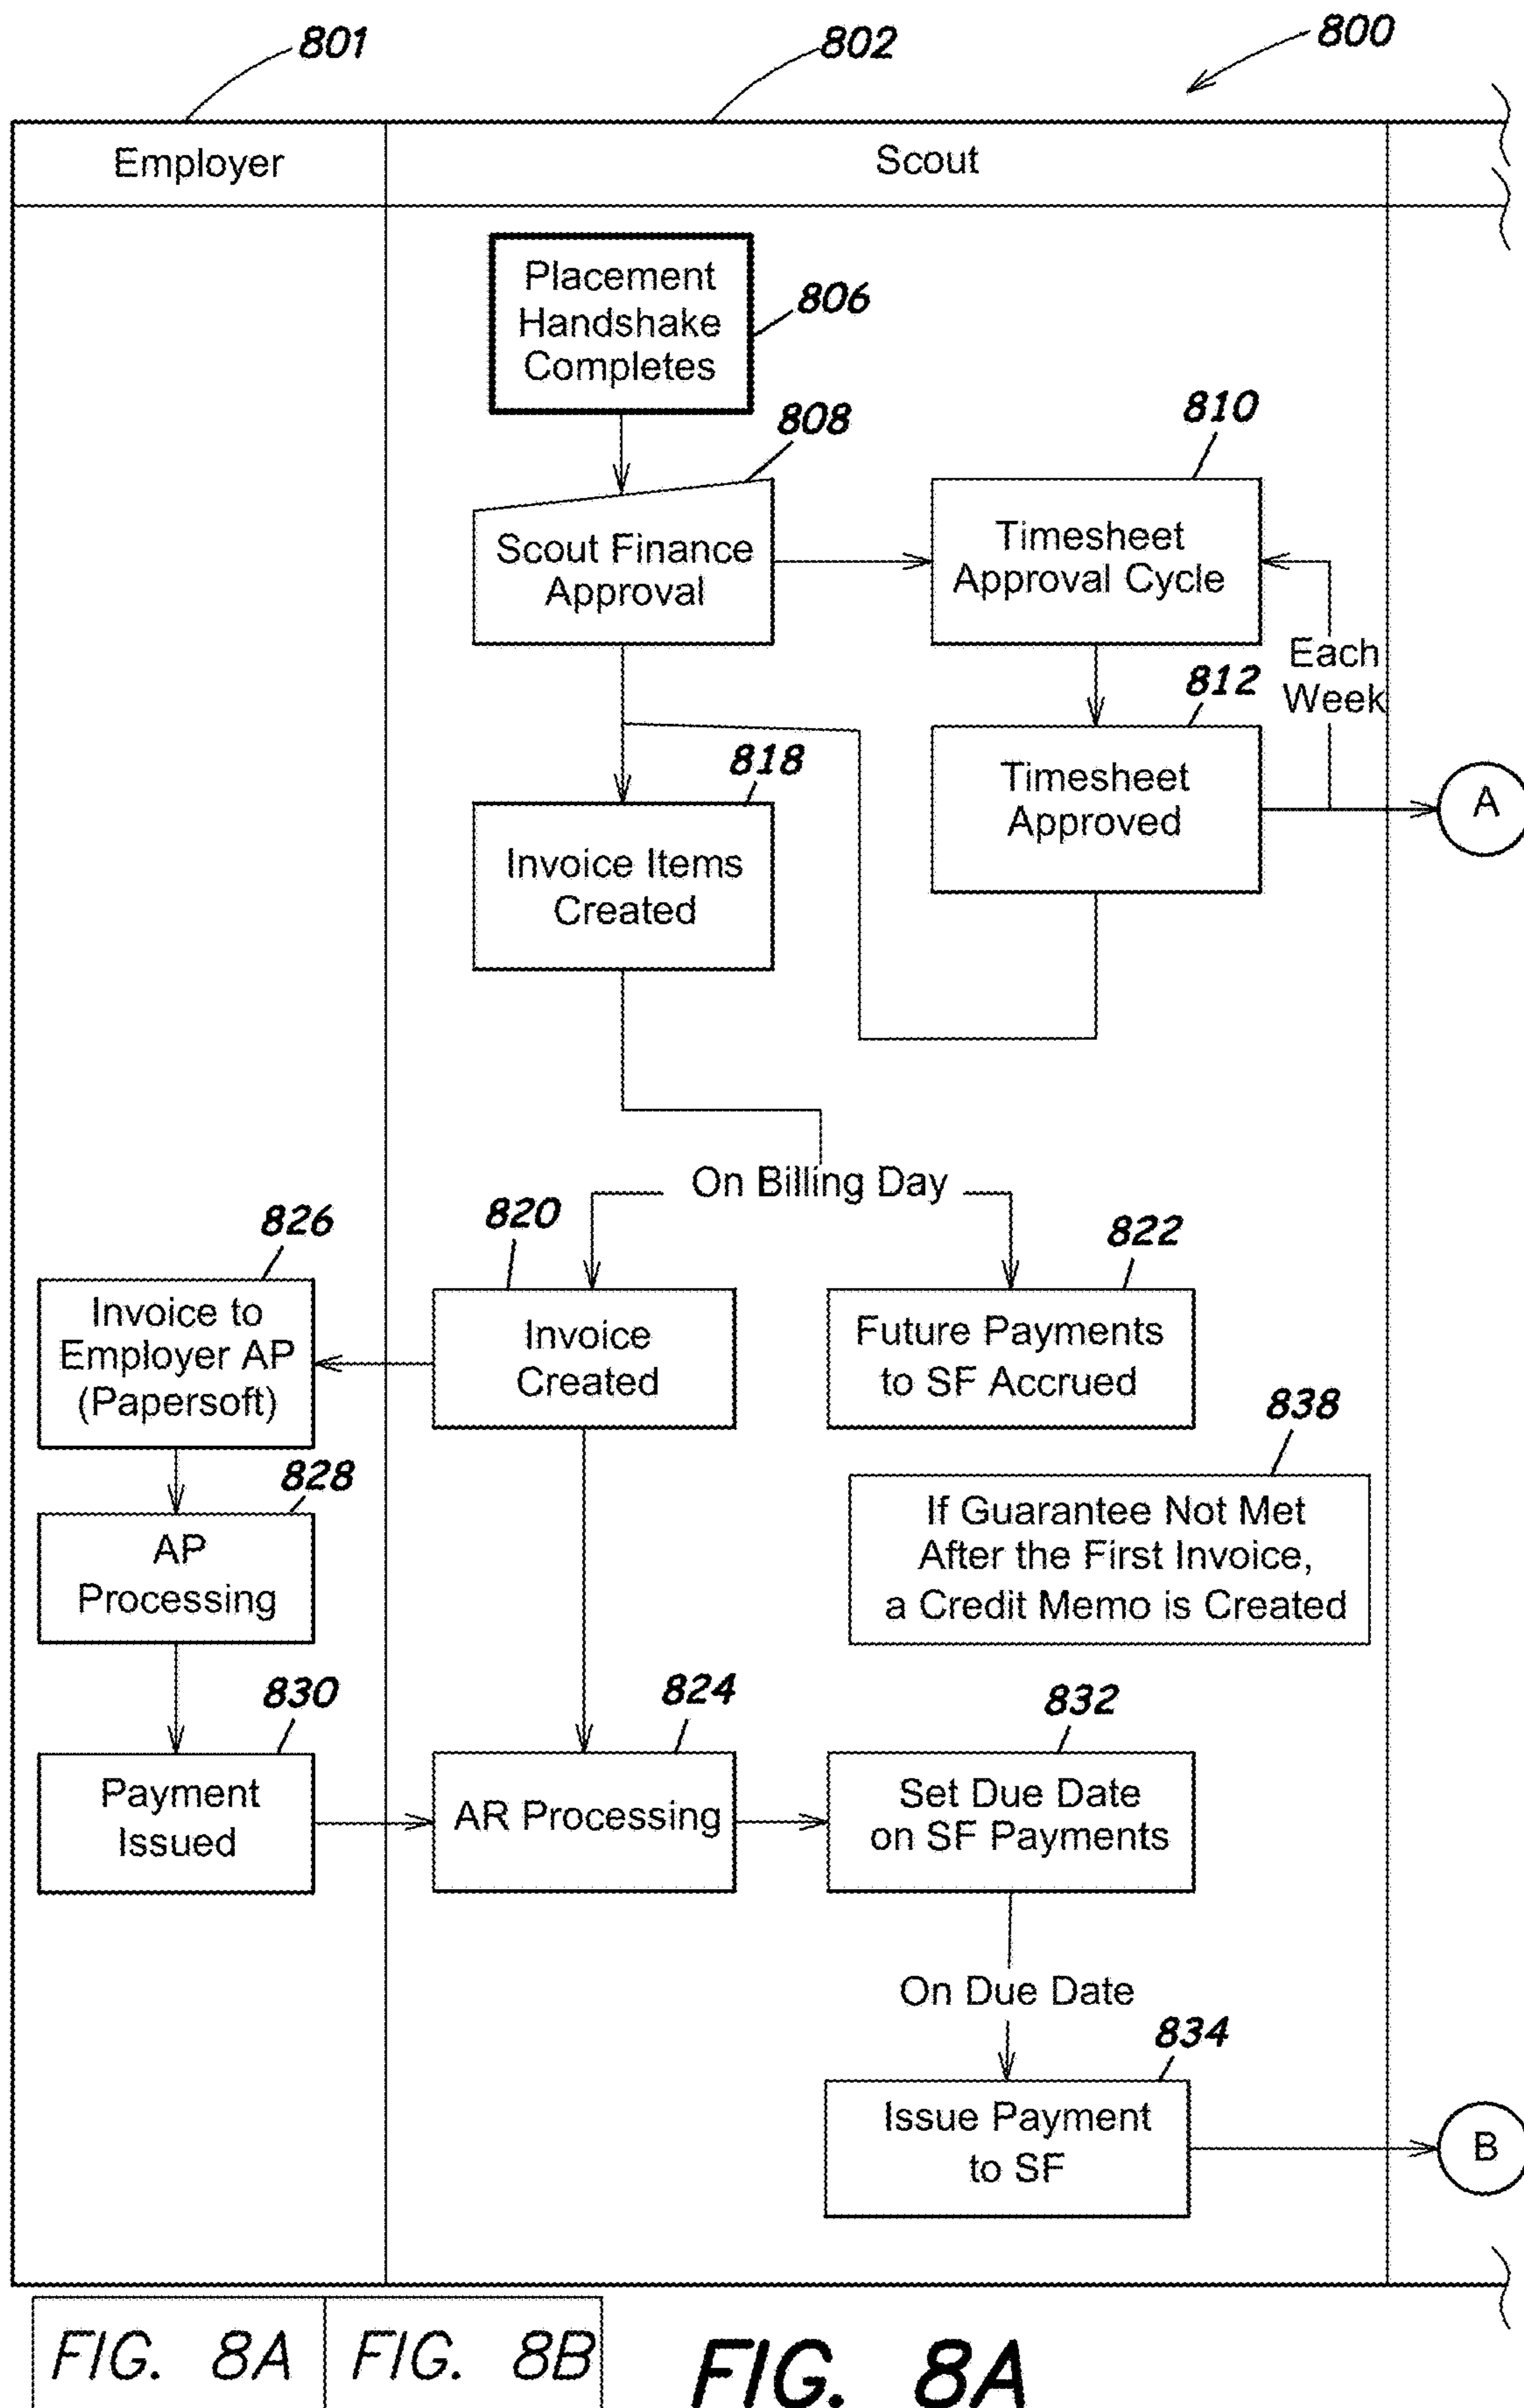 801
802
800
Employer
Scout
Placement
Handshake
Completes
806
808
Scout Finance
Approval
810
Timesheet
Approval Cycle
Each
Week
812
Timesheet
Approved
A
818
Invoice Items
Created
On Billing Day
826
Invoice to
Employer AP
(Papersoft)
820
Invoice
Created
822
Future Payments
to SF Accrued
838
If Guarantee Not Met
After the First Invoice,
a Credit Memo is Created
828
AP
Processing
830
Payment
Issued
824
AR Processing
832
Set Due Date
on SF Payments
On Due Date
834
Issue Payment
to SF
B
FIG. 8A
FIG. 8B
FIG. 8A